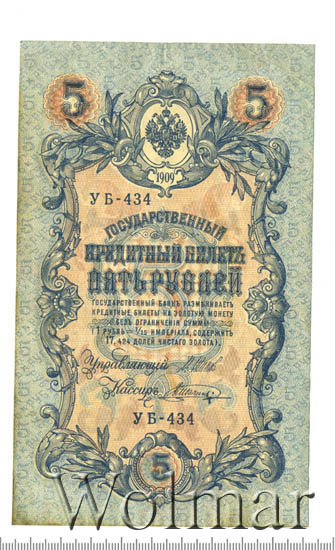 5 5
1909
УБ-434
ГОСУДАРСТВЕННЫЙ
КРЕДИТНЫЙ БИЛЕТЪ
ПЯТЬ РУБЛЕЙ
ГОСУДАРСТВЕННЫЙ БАНКЪ РАЗМѢНИВАЕТЪ
КРЕДИТНЫЕ БИЛЕТЫ НА ЗОЛОТУЮ МОНЕТУ
БЕЗЪ ОГРАНИЧЕНІЯ СУММЫ
(1 РУБЛЬ = 1/15 ИМПЕРІАЛА, СОДЕРЖИТЪ
17,424 ДОЛЕЙ ЧИСТАГО ЗОЛОТА).
Управляющій
Кассиръ
УБ-434
5
Wolmar